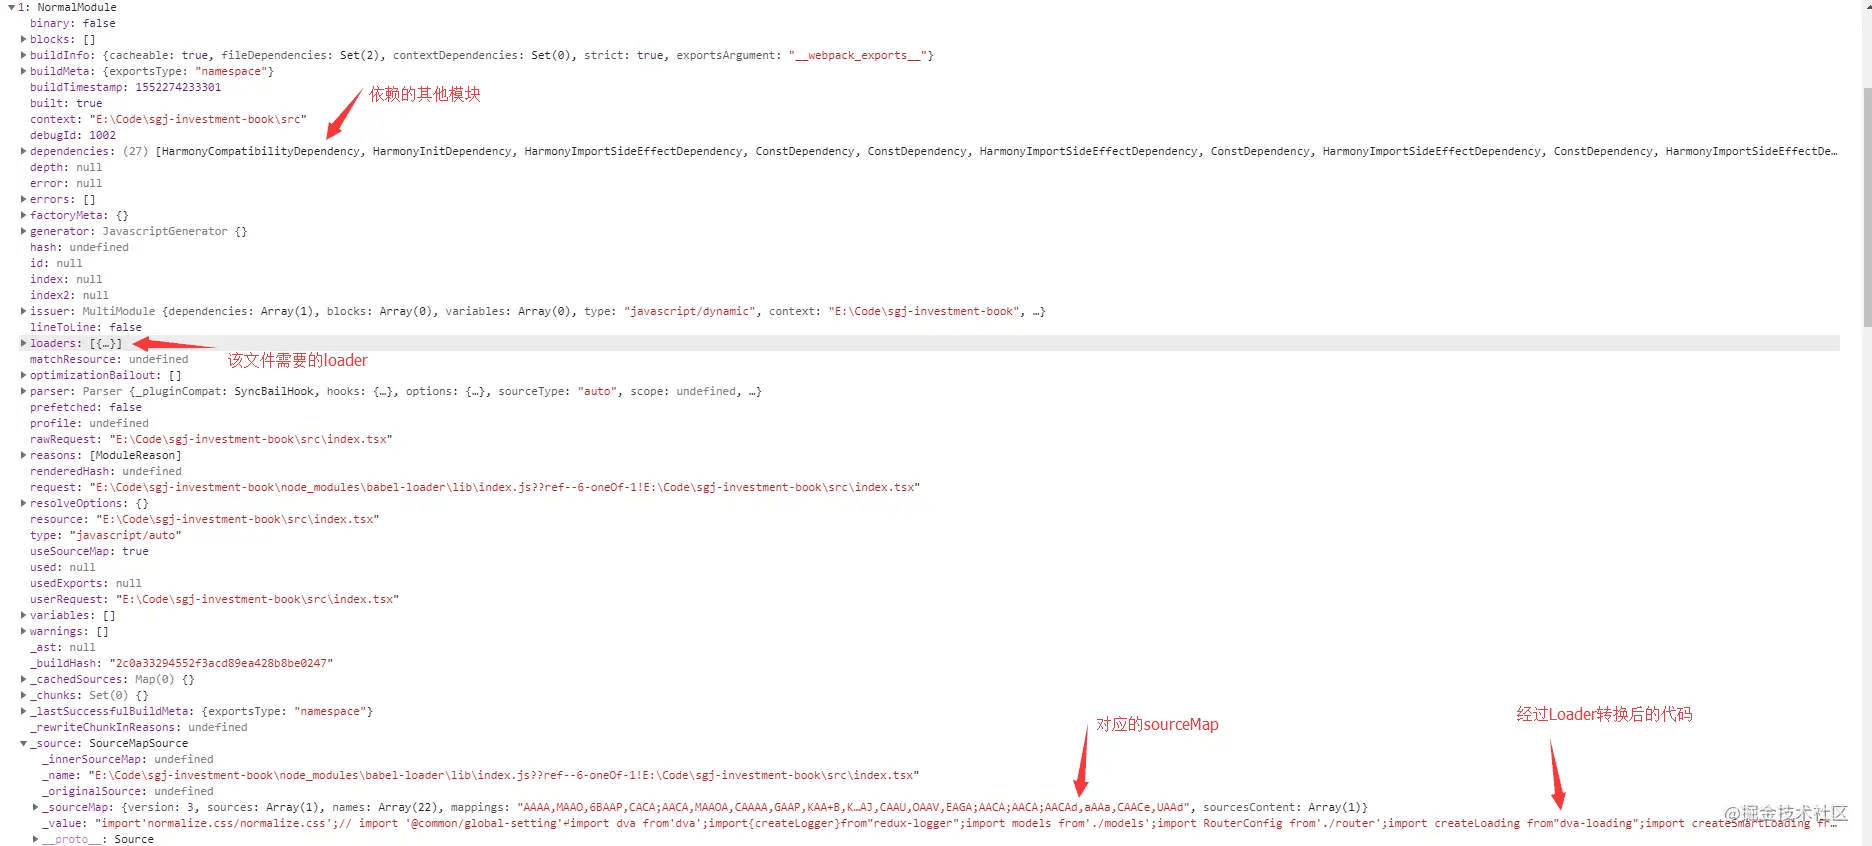 ▼1: NormalModule
binary: false
▶blocks: []
▶buildInfo: {cacheable: true, fileDependencies: Set(2), contextDependencies: Set(0), strict: true, exportsArgument: "__webpack_exports__"}
▶buildMeta: {exportsType: "namespace"}
buildTimestamp: 1552274233301
依赖的其他模块
built: true
context: "E:\Code\sgj-investment-book\src"
debugId: 1002
▶dependencies: (27) [HarmonyCompatibilityDependency, HarmonyInitDependency, HarmonyImportSideEffectDependency, ConstDependency, ConstDependency, HarmonyImportSideEffectDependency, ConstDependency, HarmonyImportSideEffectDependency, ConstDependency, HarmonyImportSideEffectDe…
depth: null
error: null
▶errors: []
▶factoryMeta: {}
▶generator: JavascriptGenerator {}
hash: undefined
id: null
index: null
index2: null
▶issuer: MultiModule {dependencies: Array(1), blocks: Array(0), variables: Array(0), type: "javascript/dynamic", context: "E:\Code\sgj-investment-book", …}
lineToLine: false
▶loaders: [{…}]
matchResource: undefined
该文件需要的loader
▶optimizationBailout: []
▶parser: Parser {_pluginCompat: SyncBailHook, hooks: {…}, options: {…}, sourceType: "auto", scope: undefined, …}
prefetched: false
profile: undefined
rawRequest: "E:\Code\sgj-investment-book\src\index.tsx"
▶reasons: [ModuleReason]
renderedHash: undefined
request: "E:\Code\sgj-investment-book\node_modules\babel-loader\lib\index.js??ref--6-oneOf-1!E:\Code\sgj-investment-book\src\index.tsx"
▶resolveOptions: {}
resource: "E:\Code\sgj-investment-book\src\index.tsx"
type: "javascript/auto"
useSourceMap: true
used: null
usedExports: null
userRequest: "E:\Code\sgj-investment-book\src\index.tsx"
▶variables: []
▶warnings: []
_ast: null
_buildHash: "2c0a33294552f3acd89ea428b8be0247"
▶_cachedSources: Map(0) {}
▶_chunks: Set(0) {}
▶_lastSuccessfulBuildMeta: {exportsType: "namespace"}
_rewriteChunkInReasons: undefined
对应的sourceMap
经过Loader转换后的代码
▼_source: SourceMapSource
_innerSourceMap: undefined
_name: "E:\Code\sgj-investment-book\node_modules\babel-loader\lib\index.js??ref--6-oneOf-1!E:\Code\sgj-investment-book\src\index.tsx"
_originalSource: undefined
▶_sourceMap: {version: 3, sources: Array(1), names: Array(22), mappings: "AAAA,MAAO,6BAAP,CACA;AACA,MAAOA,CAAAA,GAAP,KAA+B,K…AJ,CAAU,OAAV,EAGA;AACA;AACA;AACAd,aAAa,CAACe,UAAd", sourcesContent: Array(1)}
_value: "import'normalize.css/normalize.css';// import '@common/global-setting'↵import dva from'dva';import{createLogger}from"redux-logger";import models from'./models';import RouterConfig from'./router';import createLoading from"dva-loading";import createSmartLoading fr…
▶__proto__: Source
@掘金技术社区